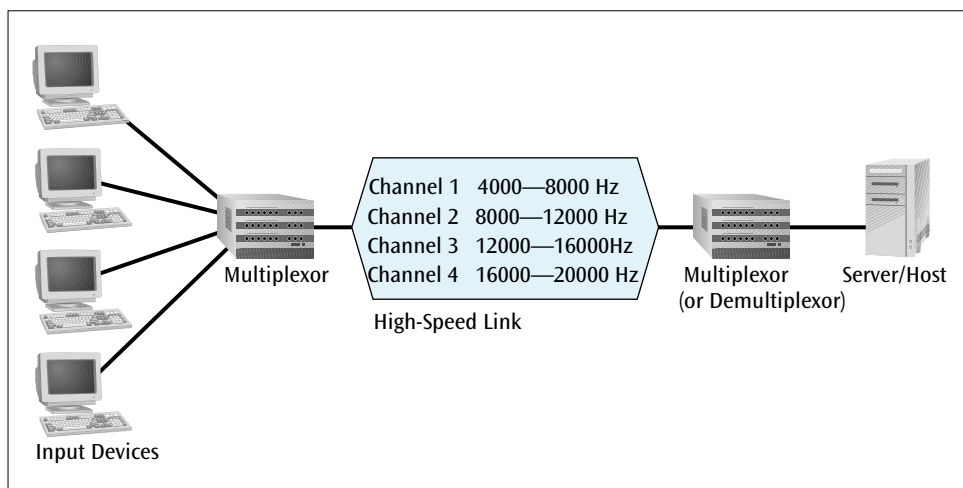 Channel 1 4000—8000 Hz
Channel 2 8000—12000 Hz
Channel 3 12000—16000Hz
Channel 4 16000—20000 Hz
Multiplexor
High-Speed Link
Multiplexor
(or Demultiplexor)
Server/Host
Input Devices